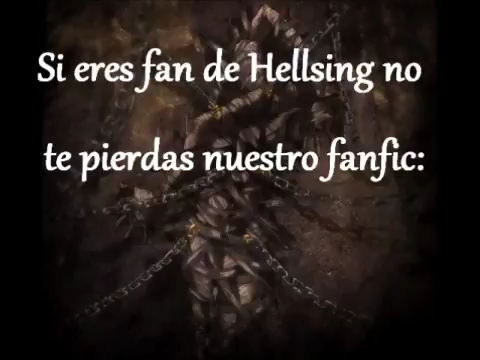 Si eres fan de Hellsing no
te pierdas nuestro fanfic: